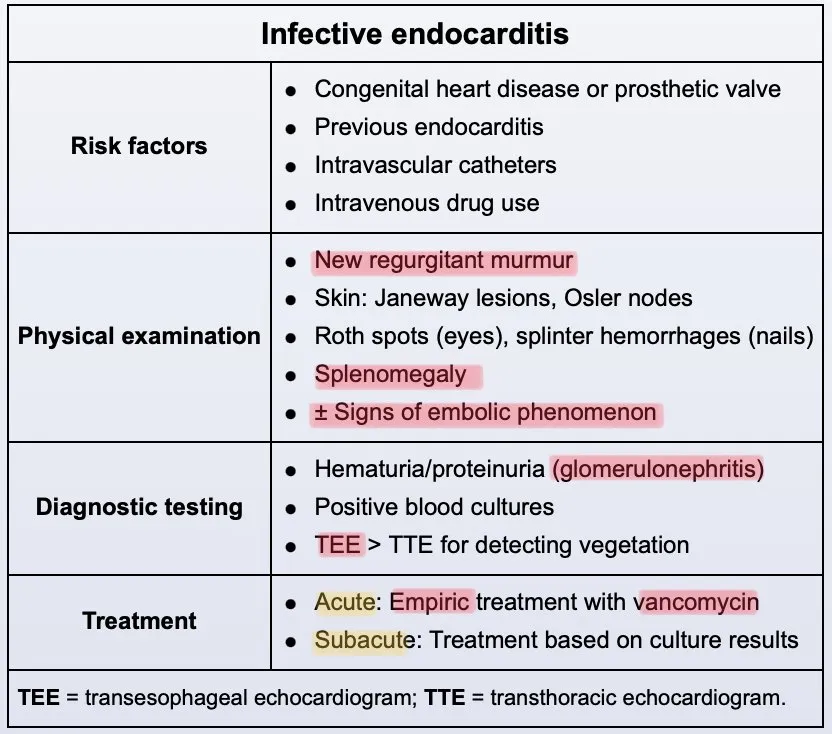 Infective endocarditis
Risk factors
• Congenital heart disease or prosthetic valve
• Previous endocarditis
• Intravascular catheters
• Intravenous drug use
Physical examination
• New regurgitant murmur
• Skin: Janeway lesions, Osler nodes
• Roth spots (eyes), splinter hemorrhages (nails)
• Splenomegaly
• ± Signs of embolic phenomenon
Diagnostic testing
• Hematuria/proteinuria (glomerulonephritis)
• Positive blood cultures
• TEE > TTE for detecting vegetation
Treatment
• Acute: Empiric treatment with vancomycin
• Subacute: Treatment based on culture results
TEE = transesophageal echocardiogram; TTE = transthoracic echocardiogram.